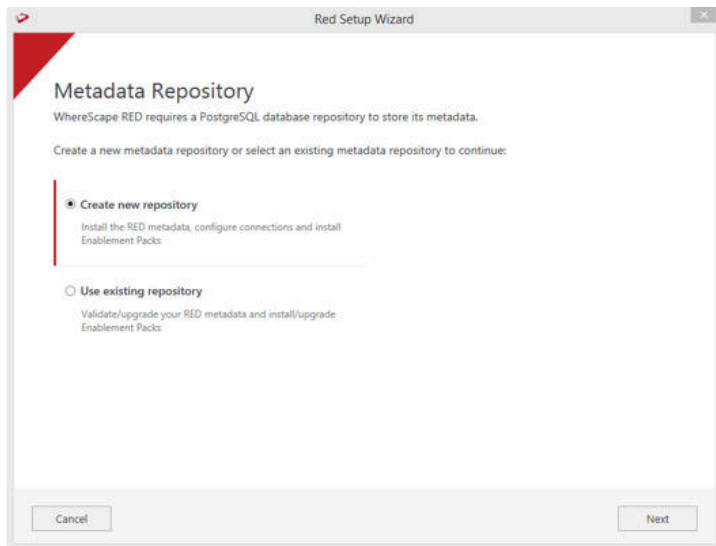 Red Setup Wizard
Metadata Repository
WhereScape RED requires a PostgreSQL database repository to store its metadata.
Create a new metadata repository or select an existing metadata repository to continue:
Create new repository
Install the RED metadata, configure connections and install
Enablement Packs
Use existing repository
Validate/upgrade your RED metadata and install/upgrade
Enablement Packs
Cancel
Next